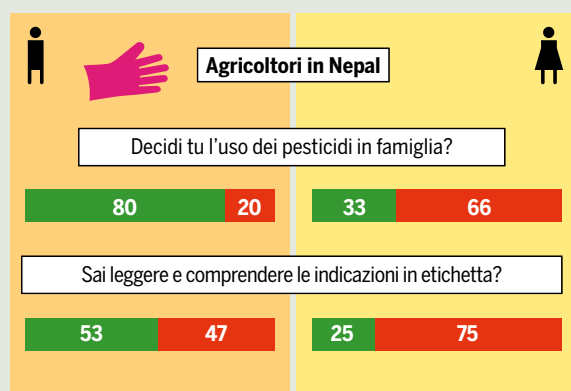 Agricoltori in Nepal
Decidi tu l'uso dei pesticidi in famiglia?
80 20 33 66
Sai leggere e comprendere le indicazioni in etichetta?
53 47 25 75